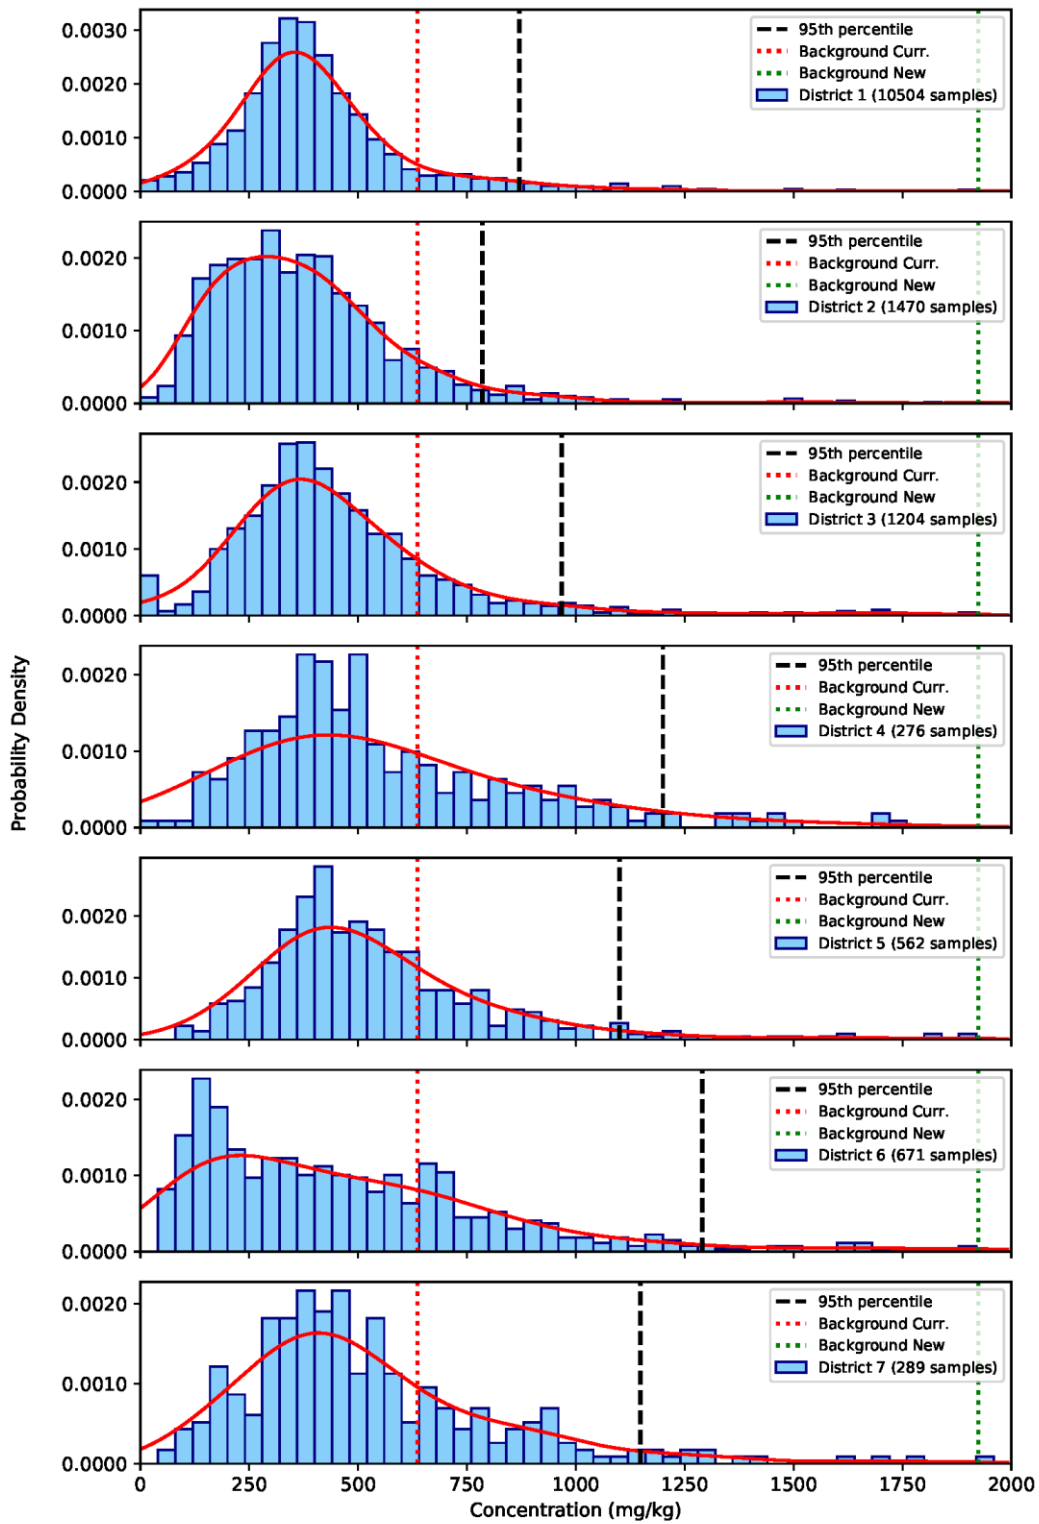 0.0030
0.0020
0.0010
0.0000
95th percentile
Background Curr.
Background New
District 1 (10504 samples)
0.0020
0.0010
0.0000
95th percentile
Background Curr.
Background New
District 2 (1470 samples)
0.0020
0.0010
0.0000
95th percentile
Background Curr.
Background New
District 3 (1204 samples)
0.0020
0.0010
0.0000
95th percentile
Background Curr.
Background New
District 4 (276 samples)
Probability Density
0.0020
0.0010
0.0000
95th percentile
Background Curr.
Background New
District 5 (562 samples)
0.0020
0.0010
0.0000
95th percentile
Background Curr.
Background New
District 6 (671 samples)
0.0020
0.0010
0.0000
95th percentile
Background Curr.
Background New
District 7 (289 samples)
0 250 500 750 1000 1250 1500 1750 2000
Concentration (mg/kg)